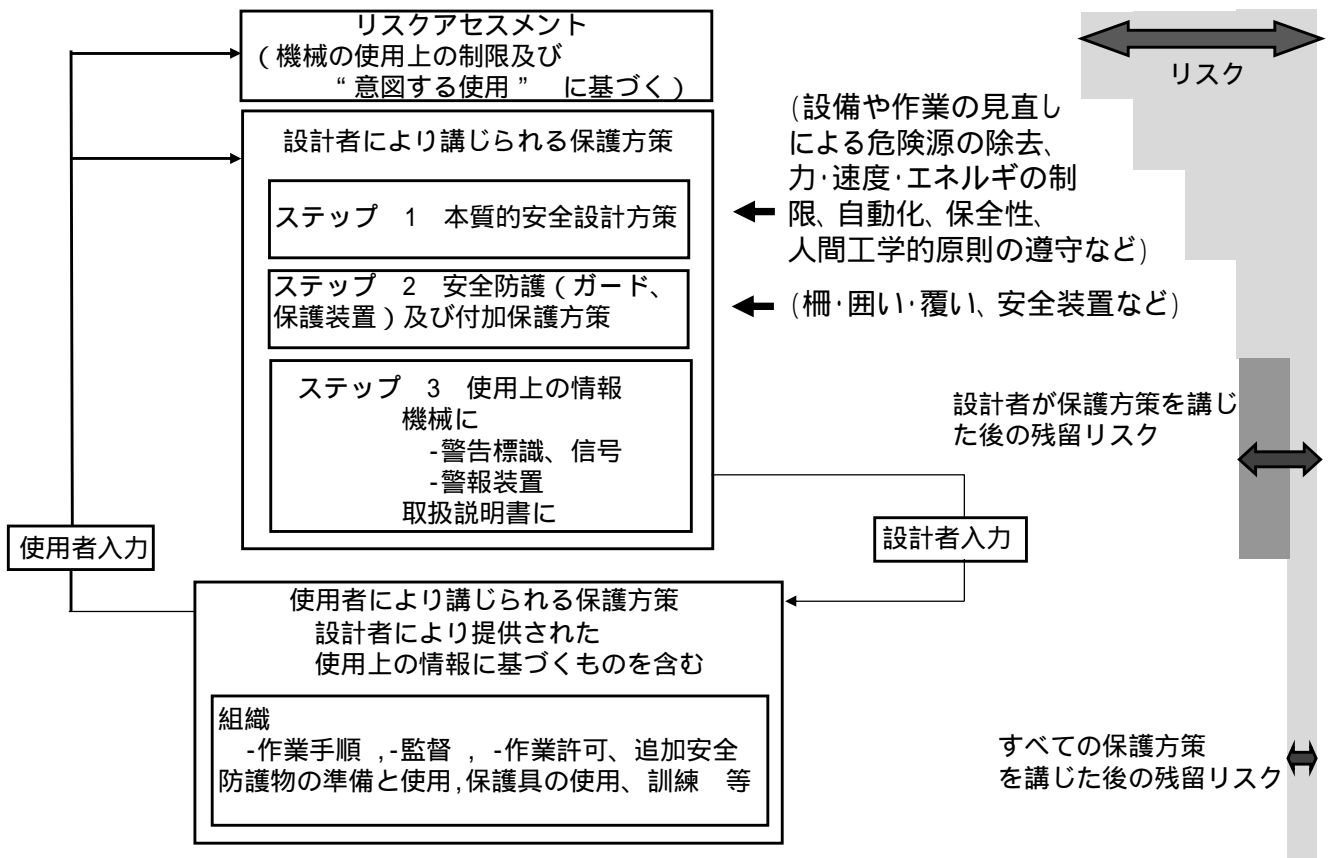 リスクアセスメント
(機械の使用上の制限及び
“意図する使用” に基づく)
リスク
設計者により講じられる保護方策
ステップ 1 本質的安全設計方策
(設備や作業の見直し
による危険源の除去、
力・速度・エネルギの制
限、自動化、保全性、
人間工学的原則の遵守など)
ステップ 2 安全防護(ガード、
保護装置)及び付加保護方策
(柵・囲い・覆い、安全装置など)
ステップ 3 使用上の情報
機械に
-警告標識、信号
-警報装置
取扱説明書に
設計者が保護方策を講じ
た後の残留リスク
使用者入力
設計者入力
使用者により講じられる保護方策
設計者により提供された
使用上の情報に基づくものを含む
組織
-作業手順 ,-監督 , -作業許可、追加安全
防護物の準備と使用,保護具の使用、訓練 等
すべての保護方策
を講じた後の残留リスク